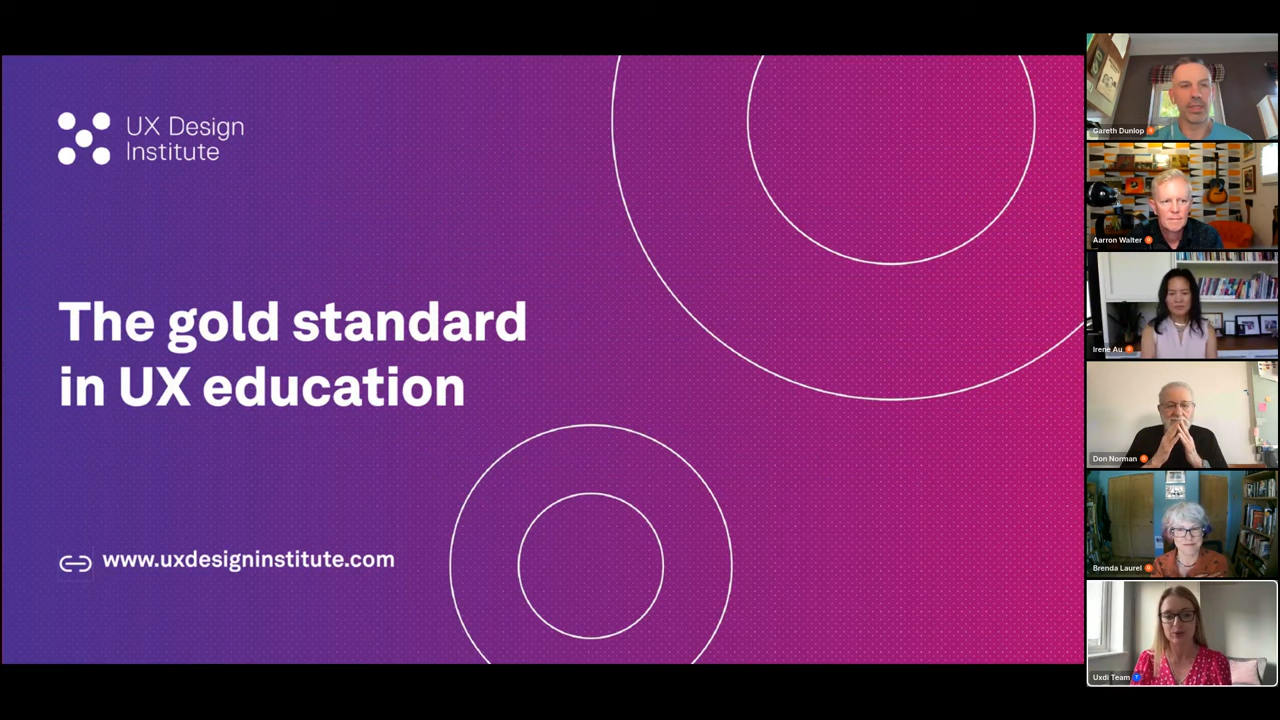 UX Design
Institute
The gold standard
in UX education
www.uxdesigninstitute.com
Gareth Dunlop
Aarron Walter
Irene Au
Don Norman
Brenda Laurel
Uxdi Team